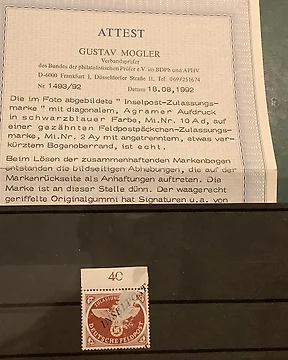 ATTEST
GUSTAV MOGLER
Verbandsprüfer
des Bundes der philatelistischen Prüfer e.V. im BDPh und APHV
D-6000 Frankfurt 1, Düsseldorfer Straße 11, Tel. 069/251674
Nr. 1493/92 Datum 18.08.1992
Die im Foto abgebildete " Inselpost-Zulassungs-
marke " mit diagonalem, Agramer Aufdruck
in schwarzblauer Farbe, Mi.Nr. 10 Ad, auf
einer gezähnten Feldpostpäckchen-Zulassungs-
marke, Mi.Nr. 2 Ay mit angetrenntem, etwas ver-
kürztem Bogenoberrand, ist echt.
Beim Lösen der zusammenhaftenden Markenbogen
entstanden die bildseitigen Abhebungen, die auf der
Markenrückseite als Anhaftungen auftreten. Die
Marke ist an dieser Stelle dünn. Der waagerecht
geriffelte Originalgummi hat Signaturen u.a. von
40
ZULASSUNG
INSELPOST
DEUTSCHE FELDPOST